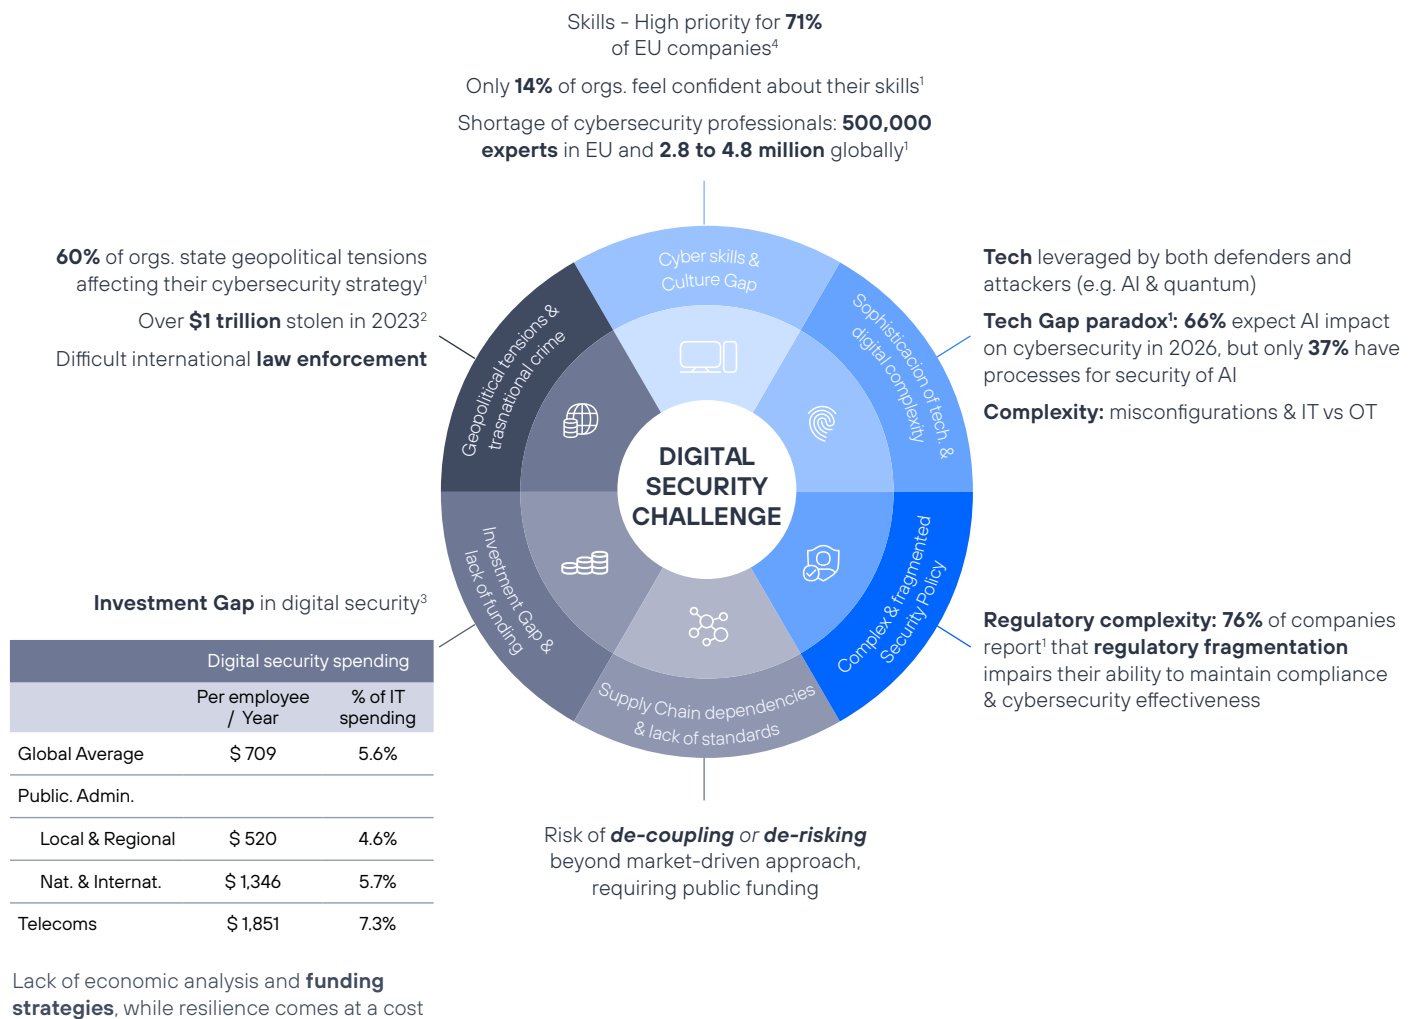 Skills - High priority for 71%
of EU companies⁴
Only 14% of orgs. feel confident about their skills¹
Shortage of cybersecurity professionals: 500,000
experts in EU and 2.8 to 4.8 million globally¹
60% of orgs. state geopolitical tensions
affecting their cybersecurity strategy¹
Over $1 trillion stolen in 2023²
Difficult international law enforcement
Cyber skills &
Culture Gap
Sophisticacion of tech. &
digital complexity
Complex & fragmented
Security Policy
Supply Chain dependencies
& lack of standards
Investment Gap &
lack of funding
Geopolitical tensions &
trasnational crime
DIGITAL
SECURITY
CHALLENGE
Tech leveraged by both defenders and
attackers (e.g. AI & quantum)
Tech Gap paradox¹: 66% expect AI impact
on cybersecurity in 2026, but only 37% have
processes for security of AI
Complexity: misconfigurations & IT vs OT
Regulatory complexity: 76% of companies
report¹ that regulatory fragmentation
impairs their ability to maintain compliance
& cybersecurity effectiveness
Risk of de-coupling or de-risking
beyond market-driven approach,
requiring public funding
Investment Gap in digital security³
Digital security spending
Per employee / Year % of IT spending
Global Average $ 709 5.6%
Public. Admin.
Local & Regional $ 520 4.6%
Nat. & Internat. $ 1,346 5.7%
Telecoms $ 1,851 7.3%
Lack of economic analysis and funding
strategies, while resilience comes at a cost